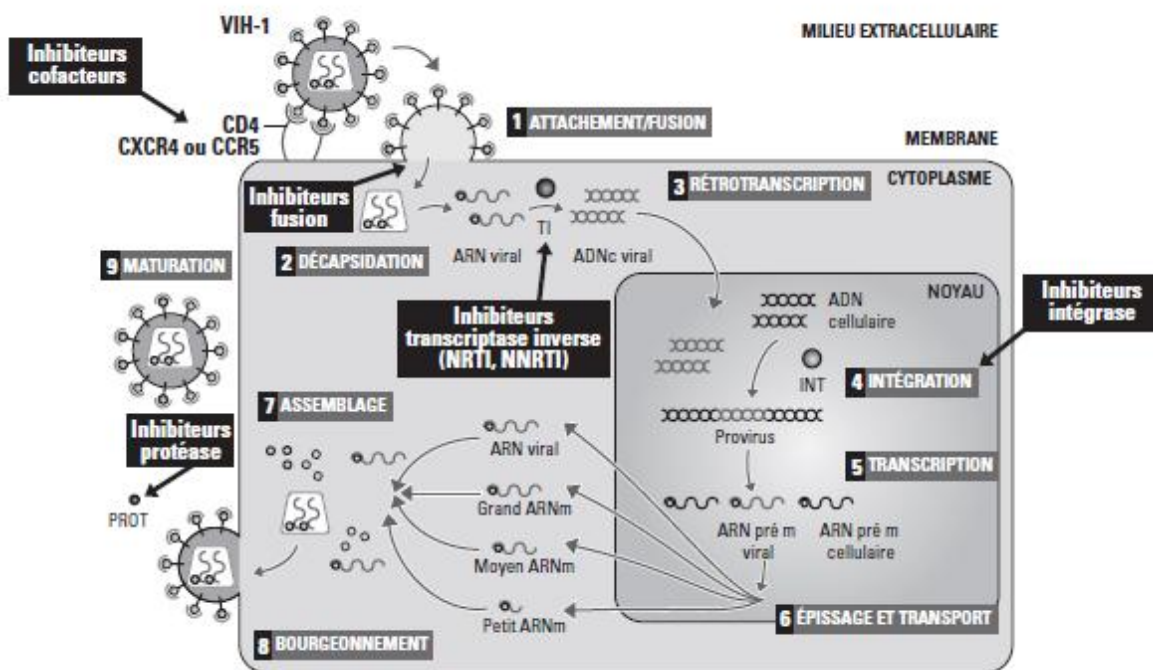 VIH-1
MILIEU EXTRACELLULAIRE
Inhibiteurs
cofacteurs
CD4
CXCR4 ou CCR5
1 ATTACHEMENT/FUSION
MEMBRANE
CYTOPLASME
Inhibiteurs
fusion
3 RÉTROTRANSCRIPTION
TI
2 DÉCAPSIDATION
ARN viral
ADNc viral
9 MATURATION
NOYAU
ADN
cellulaire
Inhibiteurs
intégrase
Inhibiteurs
transcriptase inverse
(NRTI, NNRTI)
INT
4 INTÉGRATION
7 ASSEMBLAGE
Provirus
Inhibiteurs
protéase
ARN viral
5 TRANSCRIPTION
PROT
Grand ARNm
ARN pré m
viral
ARN pré m
cellulaire
Moyen ARNm
6 ÉPISSAGE ET TRANSPORT
Petit ARNm
8 BOURGEONNEMENT